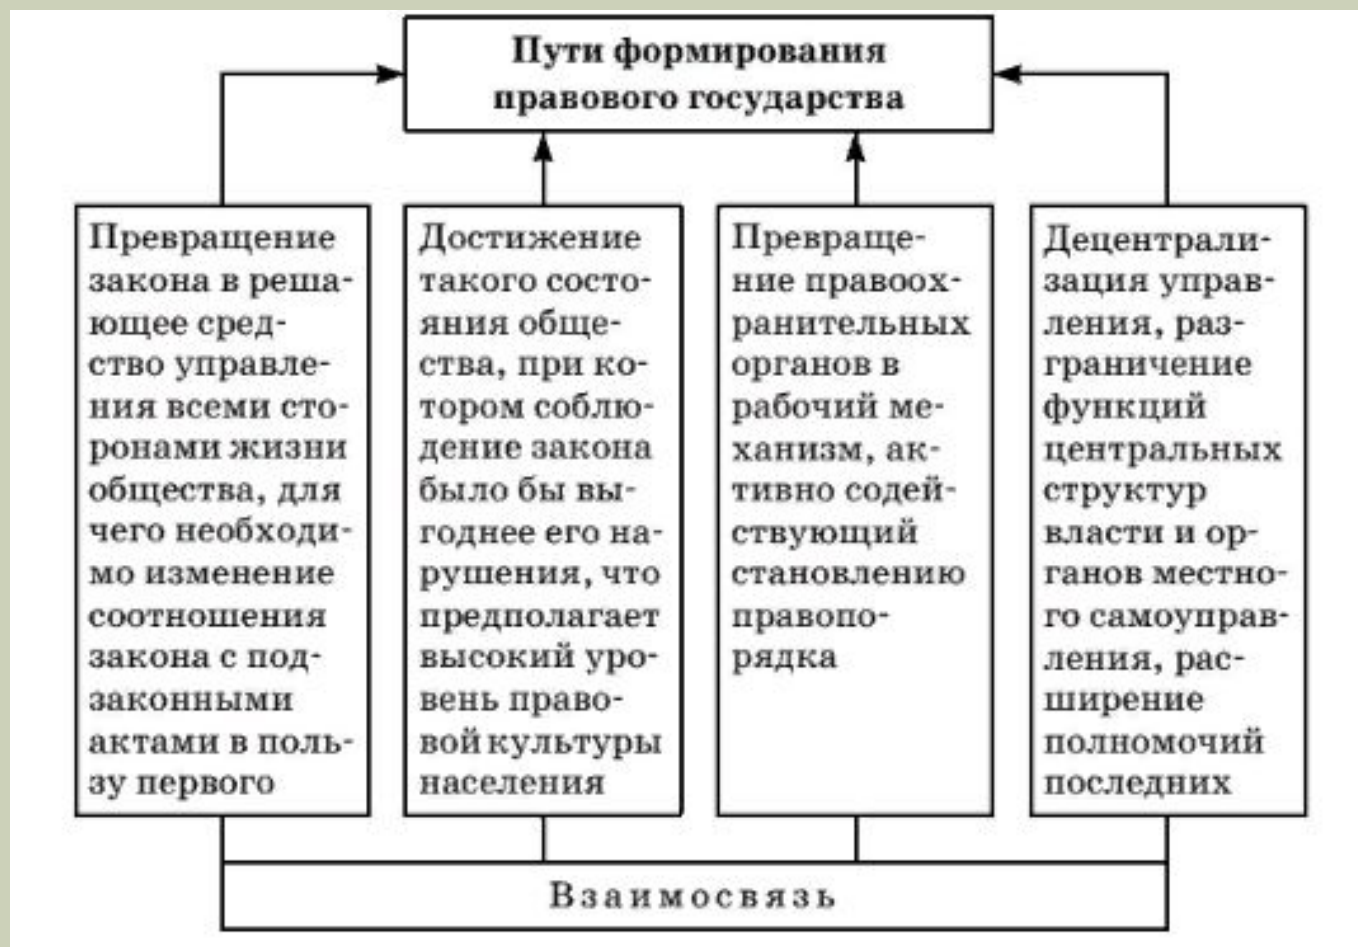 Пути формирования
правового государства
Превращение
закона в реша-
ющее сред-
ство управле-
ния всеми сто-
ронами жизни
общества, для
чего необходи-
мо изменение
соотношения
закона с под-
законными
актами в поль-
зу первого
Достижение
такого состо-
яния обще-
ства, при ко-
тором соблю-
дение закона
было бы вы-
годнее его на-
рушения, что
предполагает
высокий уро-
вень право-
вой культуры
населения
Превраще-
ние правоох-
ранительных
органов в
рабочий ме-
ханизм, ак-
тивно содей-
ствующий
становлению
правопо-
рядка
Децентрали-
зация управ-
ления, раз-
граничение
функций
центральных
структур
власти и ор-
ганов местно-
го самоуправ-
ления, рас-
ширение
полномочий
последних
Взаимосвязь